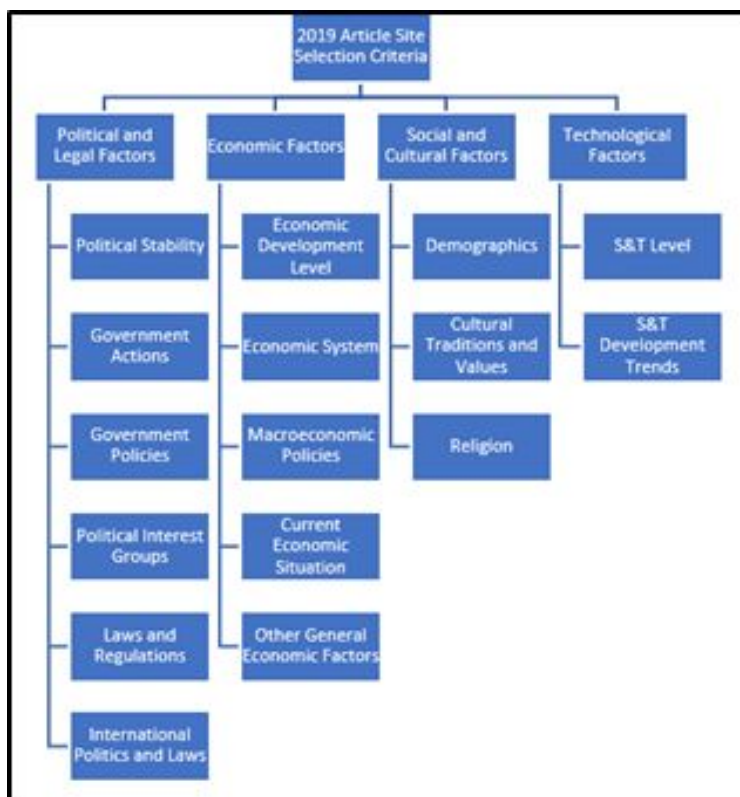 2019 Article Site
Selection Criteria
Political and
Legal Factors
Political Stability
Government
Actions
Government
Policies
Political Interest
Groups
Laws and
Regulations
International
Politics and Laws
Economic Factors
Economic
Development
Level
Economic System
Macroeconomic
Policies
Current
Economic
Situation
Other General
Economic Factors
Social and
Cultural Factors
Demographics
Cultural
Traditions and
Values
Religion
Technological
Factors
S&T Level
S&T
Development
Trends